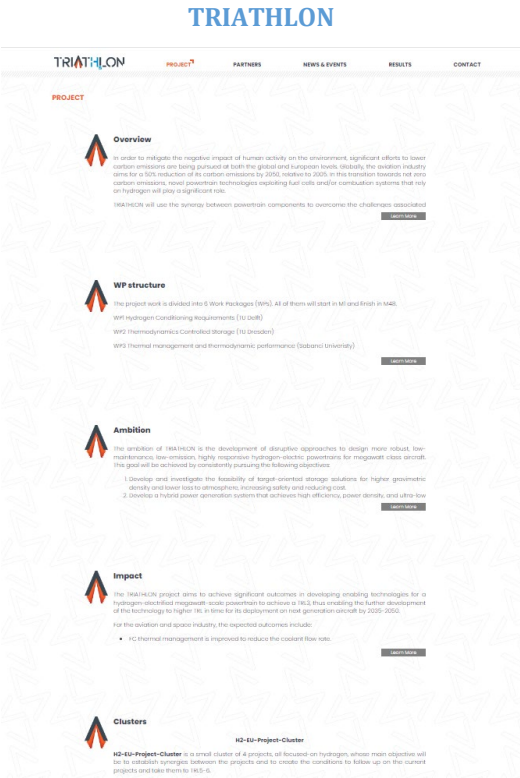 TRIATHLON
TRIATHLON PROJECT PARTNERS NEWS & EVENTS RESULTS CONTACT
PROJECT
Overview
In order to mitigate the negative impact of human activity on the environment, significant efforts to lower
carbon emissions are being pursued at both the global and European levels. Globally, the aviation industry
aims for a 50% reduction of its carbon emissions by 2050, relative to 2005. In this transition towards net zero
carbon emissions, novel powertrain technologies exploiting fuel cells and/or combustion systems that rely
on hydrogen will play a significant role.
TRIATHLON will use the synergy between powertrain components to overcome the challenges associated
Learn More
WP structure
The project work is divided into 5 Work Packages (WPs). All of them will start in M1 and finish in M48.
WP1 Hydrogen Conditioning Requirements (TU Delft)
WP2 Thermodynamics Controlled Storage (TU Dresden)
WP3 Thermal management and thermodynamic performance (Sabanci University)
Learn More
Ambition
The ambition of TRIATHLON is the development of disruptive approaches to design more robust, low-
maintenance, low-emission, highly responsive hydrogen-electric powertrains for megawatt class aircraft.
This goal will be achieved by consistently pursuing the following objectives:
1. Develop and investigate the feasibility of target-oriented storage solutions for higher gravimetric
density and lower loss to atmosphere, increasing safety and reducing cost.
2. Develop a hybrid power generation system that achieves high efficiency, power density, and ultra-low
Learn More
Impact
The TRIATHLON project aims to achieve significant outcomes in developing enabling technologies for a
hydrogen-electrified megawatt-scale powertrain to achieve a TRL3, thus enabling the further development
of the technology to higher TRL in time for its deployment on next generation aircraft by 2035-2050.
For the aviation and space industry, the expected outcomes include:
• FC thermal management is improved to reduce the coolant flow rate.
Learn More
Clusters
H2-EU-Project-Cluster
H2-EU-Project-Cluster is a small cluster of 4 projects, all focused-on hydrogen, whose main objective will
be to establish synergies between the projects and to create the conditions to follow up on the current
projects and take them to TRL5-6.